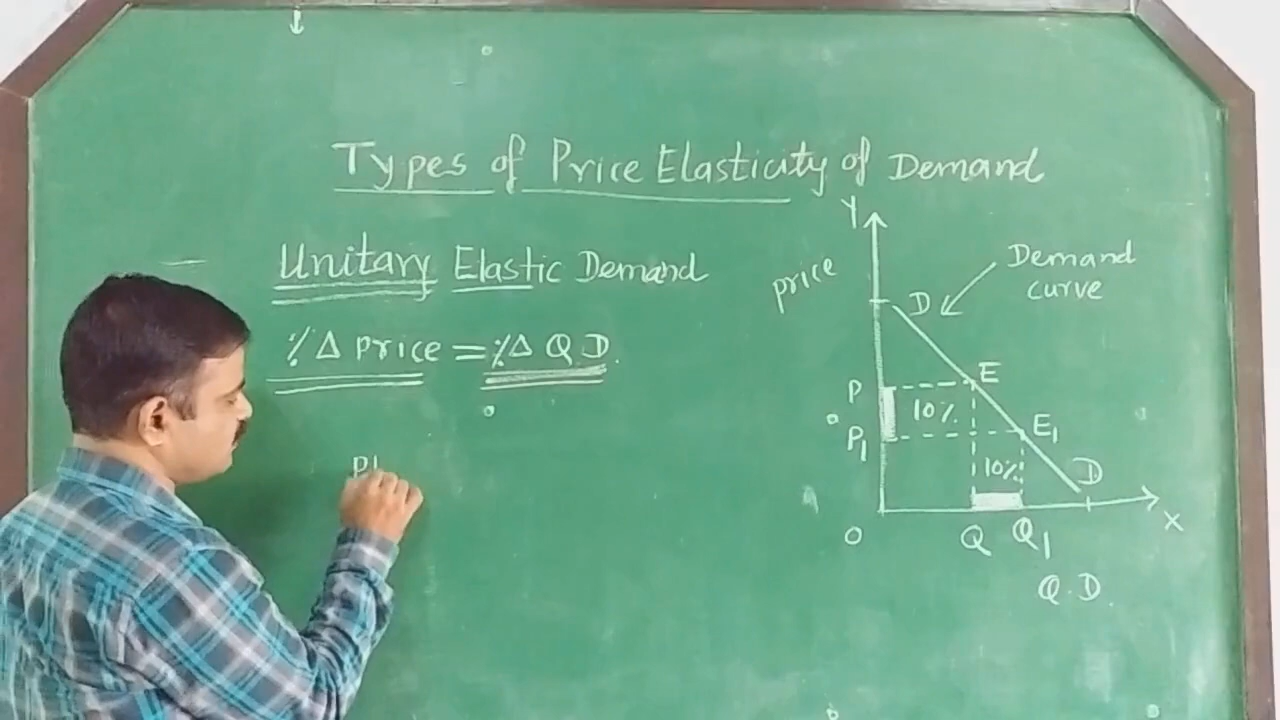 Types of Price Elasticity of Demand
Unitary Elastic Demand
%Δ Price = %Δ Q.D.
P
Y
price
Demand
curve
D
P
E
10%
P1
E1
10%
D
O
Q
Q1
X
Q.D.